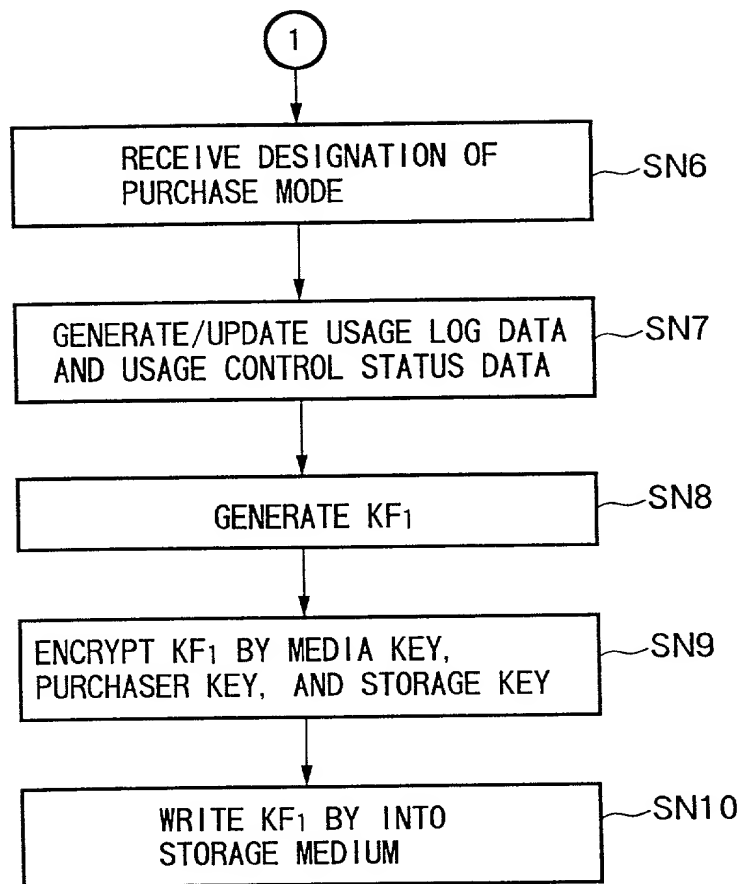 1
RECEIVE DESIGNATION OF
PURCHASE MODE
SN6
GENERATE/UPDATE USAGE LOG DATA
AND USAGE CONTROL STATUS DATA
SN7
GENERATE KF1
SN8
ENCRYPT KF1 BY MEDIA KEY,
PURCHASER KEY, AND STORAGE KEY
SN9
WRITE KF1 BY INTO
STORAGE MEDIUM
SN10